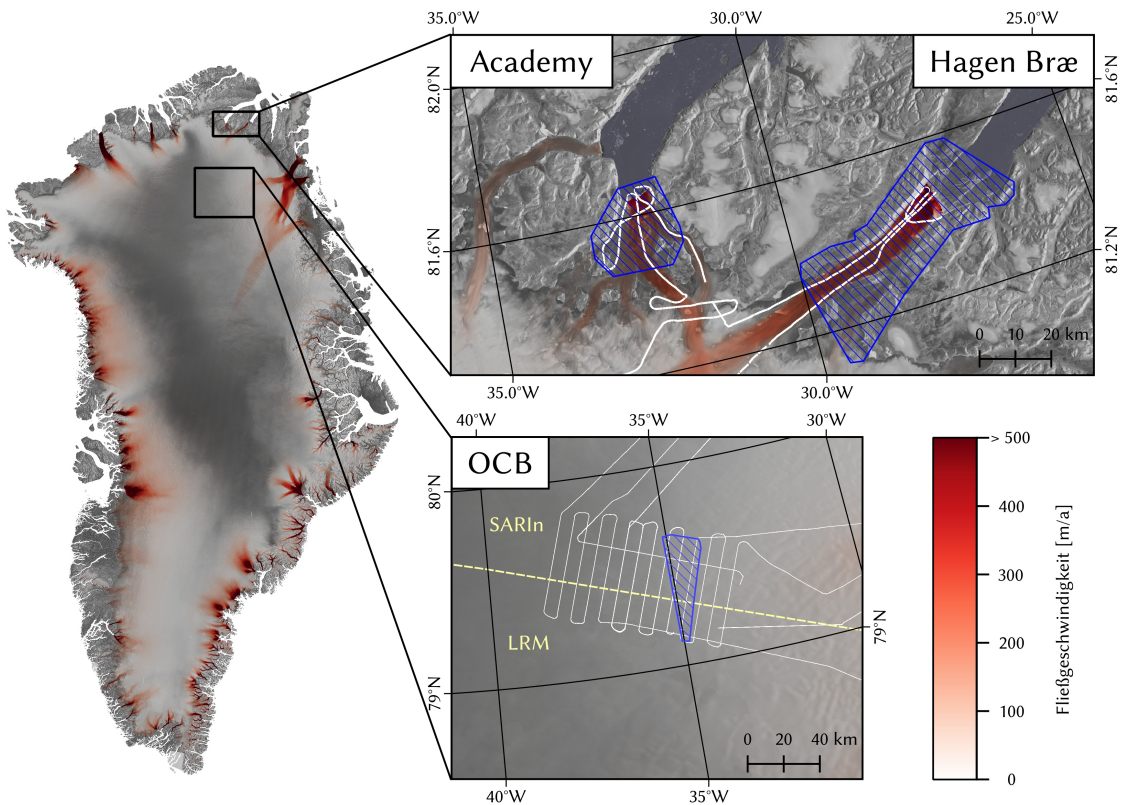 35.0°W
30.0°W
25.0°W
Academy
Hagen Bræ
82.0°N
81.6°N
81.6°N
81.2°N
0 10 20 km
35.0°W
30.0°W
40°W
35°W
30°W
OCB
80°N
SARIn
LRM
79°N
79°N
0 20 40 km
40°W
35°W
> 500
400
300
200
100
0
Fließgeschwindigkeit [m/a]